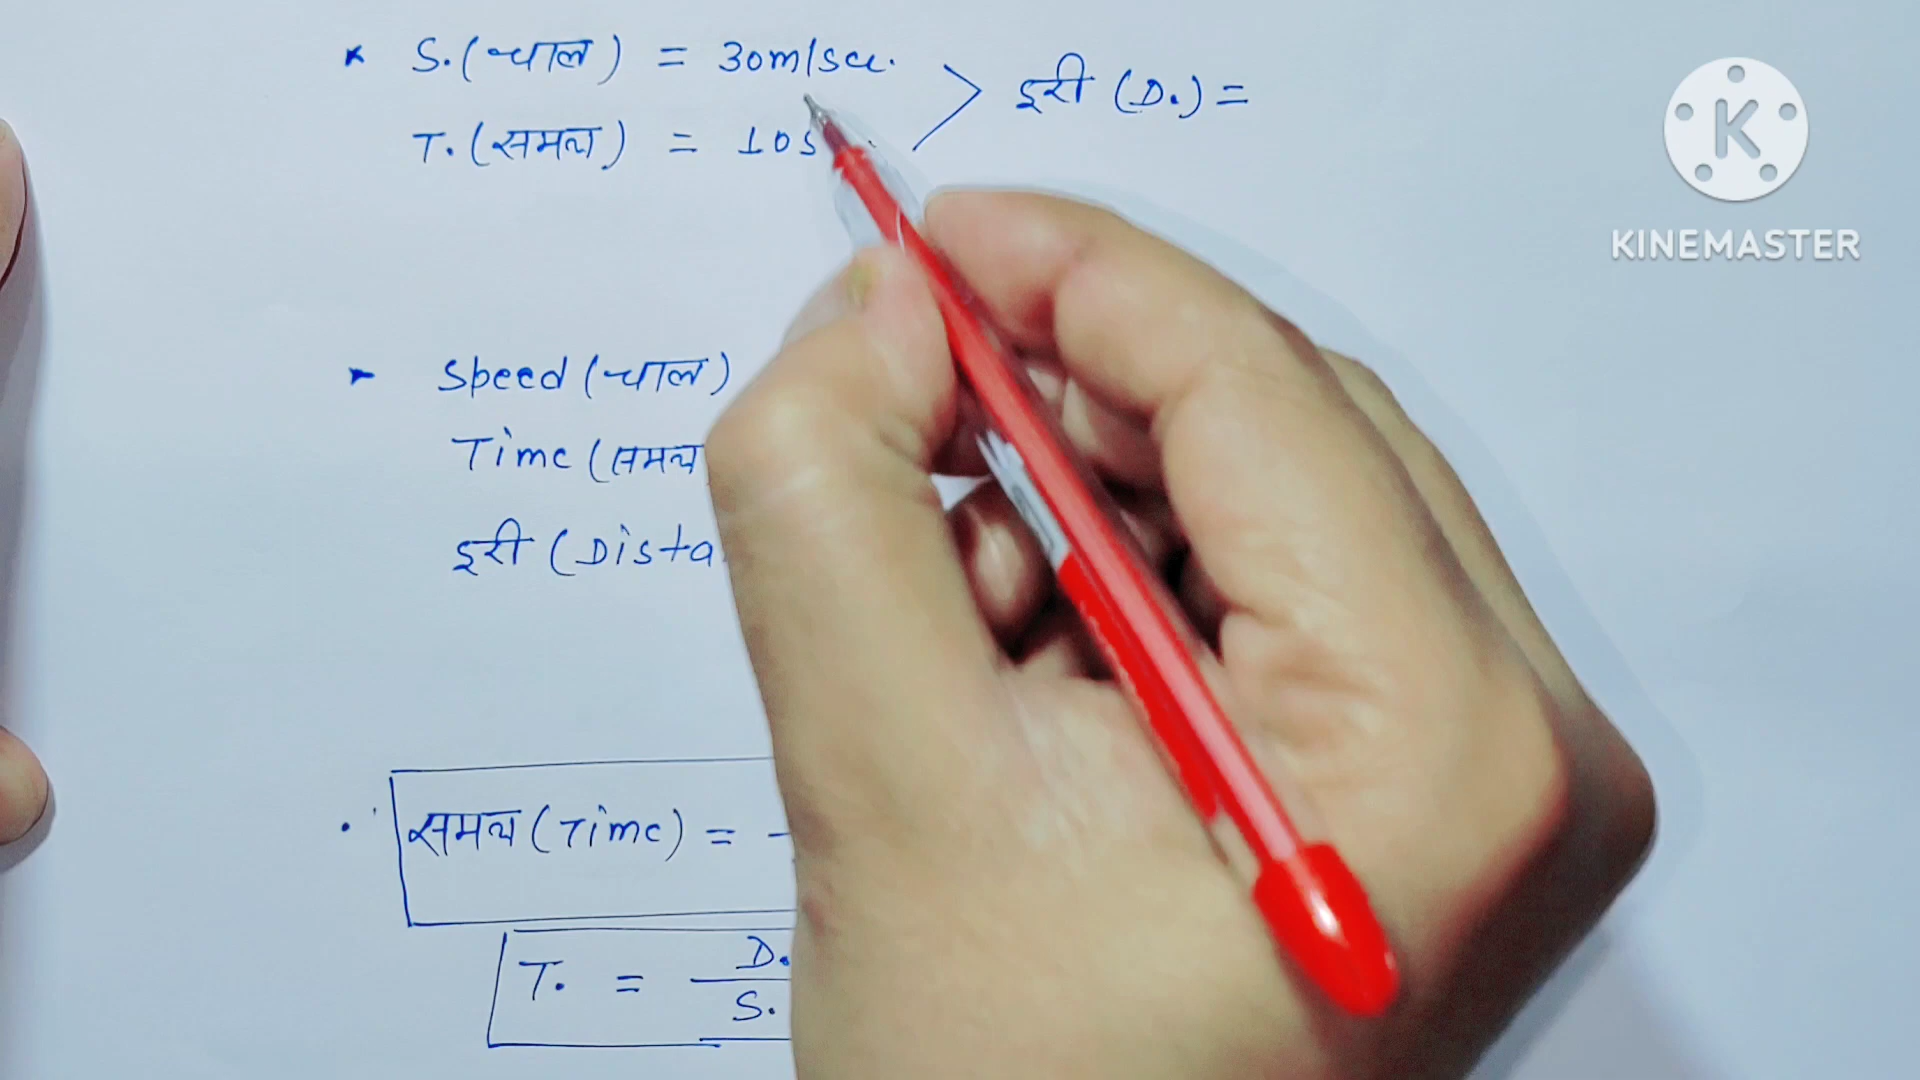 S. (चाल) = 30m/sec.
T. (समय) = 10s
दूरी (D.) =
Speed (चाल)
Time (समय
दूरी (Dista
समय (Time) =
T. = D. / S.
K
KINEMASTER